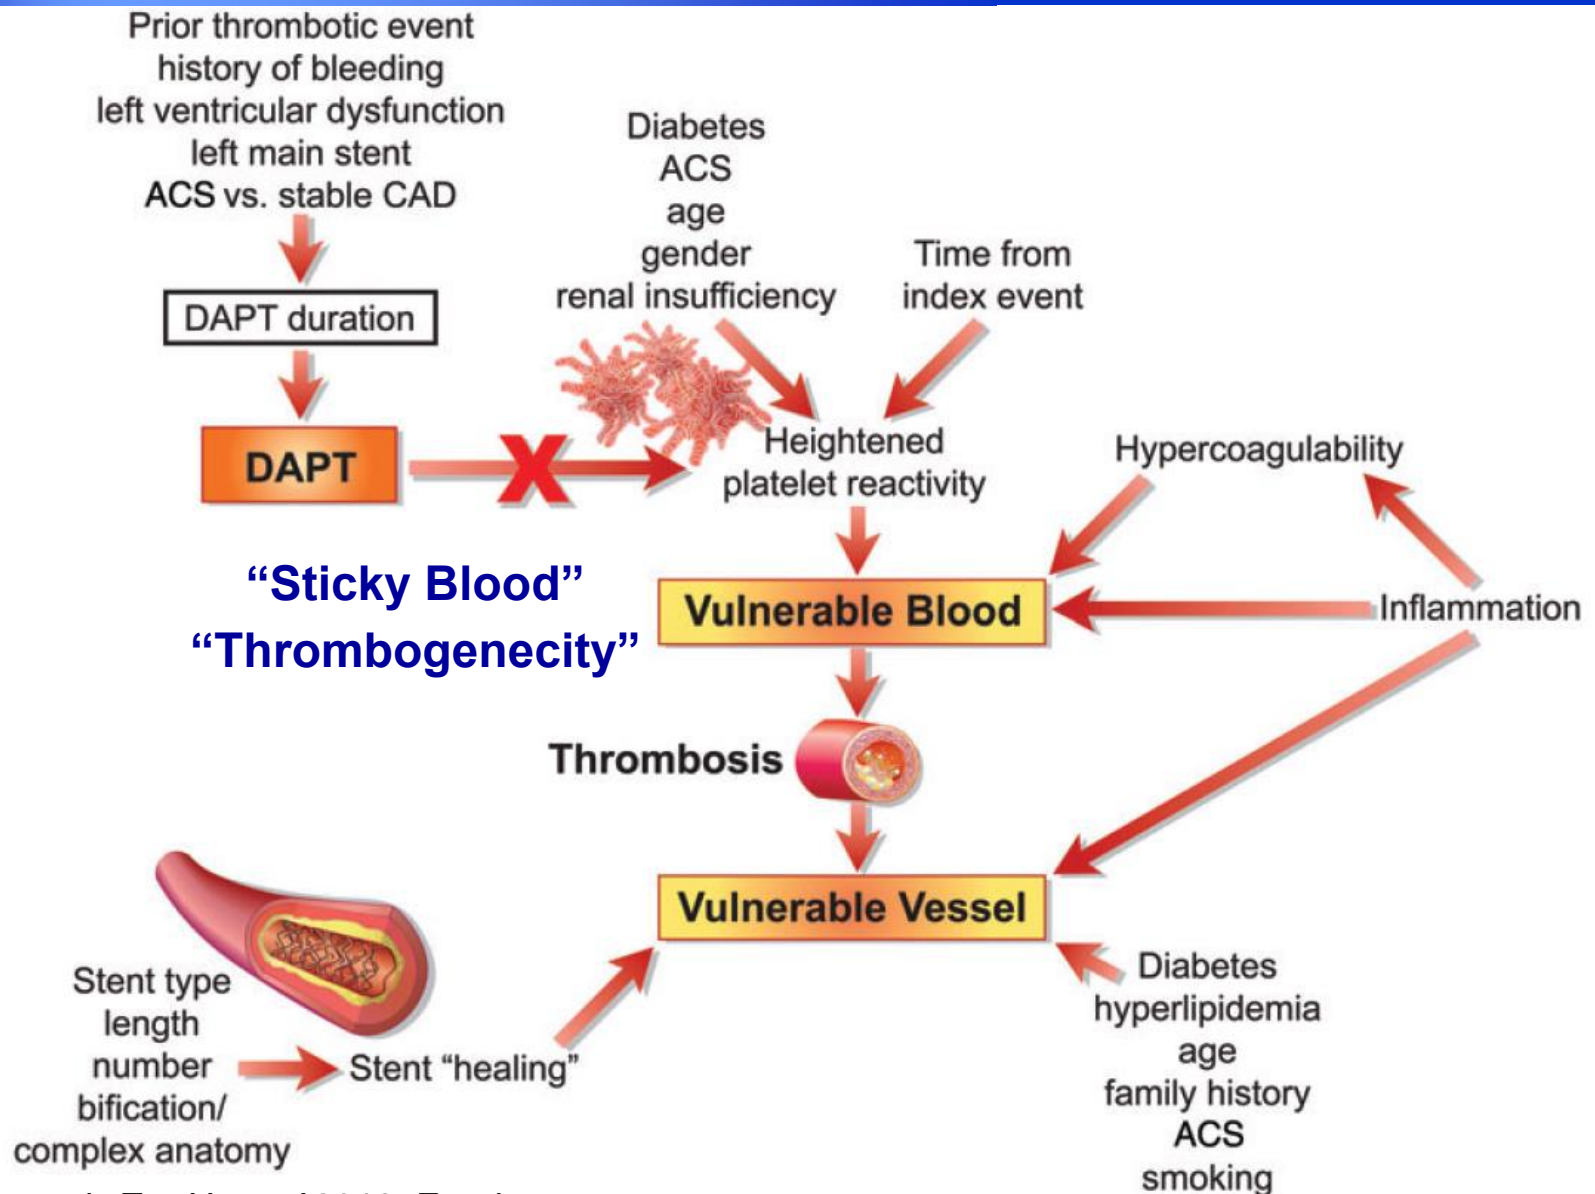 Prior thrombotic event
history of bleeding
left ventricular dysfunction
left main stent
ACS vs. stable CAD
DAPT duration
DAPT
Diabetes
ACS
age
gender
renal insufficiency
Time from
index event
Heightened
platelet reactivity
Hypercoagulability
“Sticky Blood”
“Thrombogenecity”
Vulnerable Blood
Inflammation
Thrombosis
Vulnerable Vessel
Stent type
length
number
bification/
complex anatomy
Stent “healing”
Diabetes
hyperlipidemia
age
family history
ACS
smoking